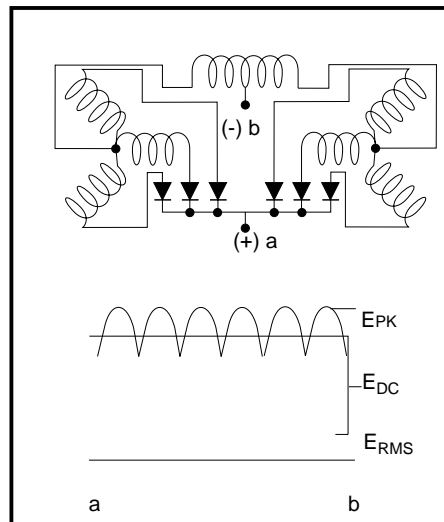 (-) b
(+) a
EPK
EDC
ERMS
a b